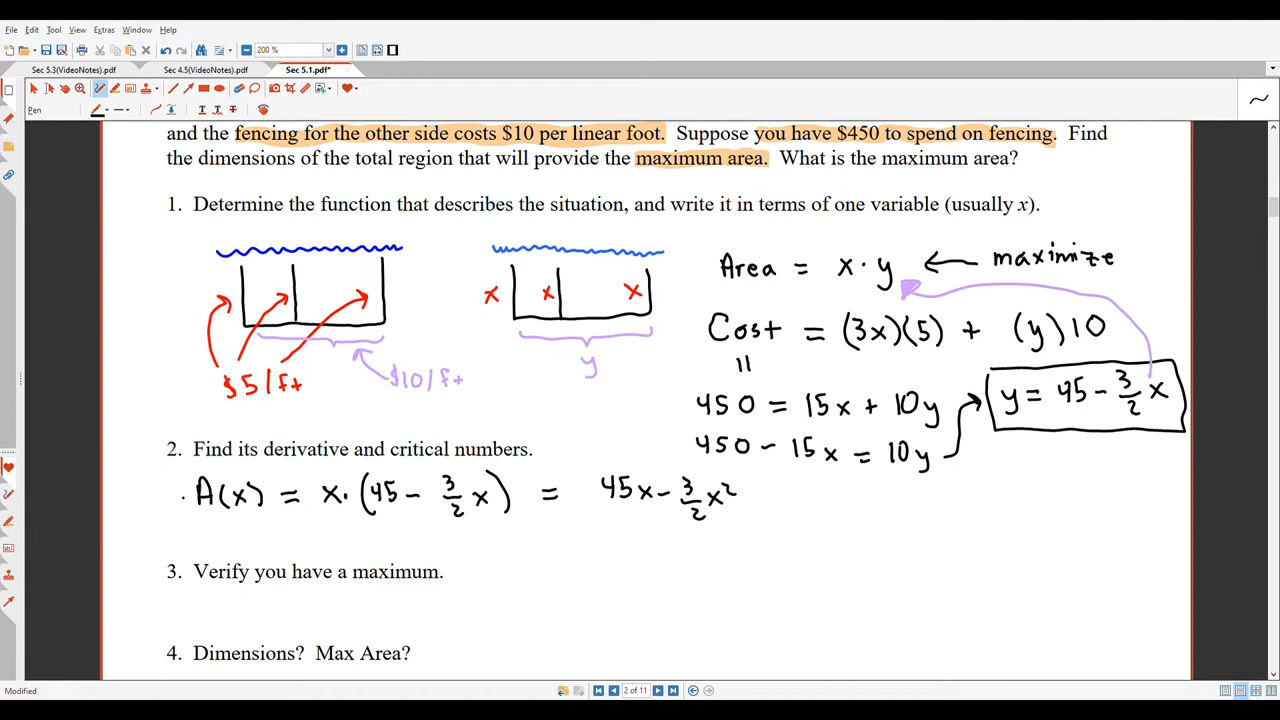 File Edit Tool View Extras Window Help
200 %
Sec 5.3(VideoNotes).pdf Sec 4.5(VideoNotes).pdf Sec 5.1.pdf*
Pen
and the fencing for the other side costs $10 per linear foot. Suppose you have $450 to spend on fencing. Find
the dimensions of the total region that will provide the maximum area. What is the maximum area?
1. Determine the function that describes the situation, and write it in terms of one variable (usually x).
Area = x · y ← maximize
x x x
Cost = (3x)(5) + (y)10
y
$5/ft
$10/ft
450 = 15x + 10y
y = 45 - 3/2 x
450 - 15x = 10y
2. Find its derivative and critical numbers.
A(x) = x · (45 - 3/2 x) = 45x - 3/2 x²
3. Verify you have a maximum.
4. Dimensions? Max Area?
Modified
2 of 11